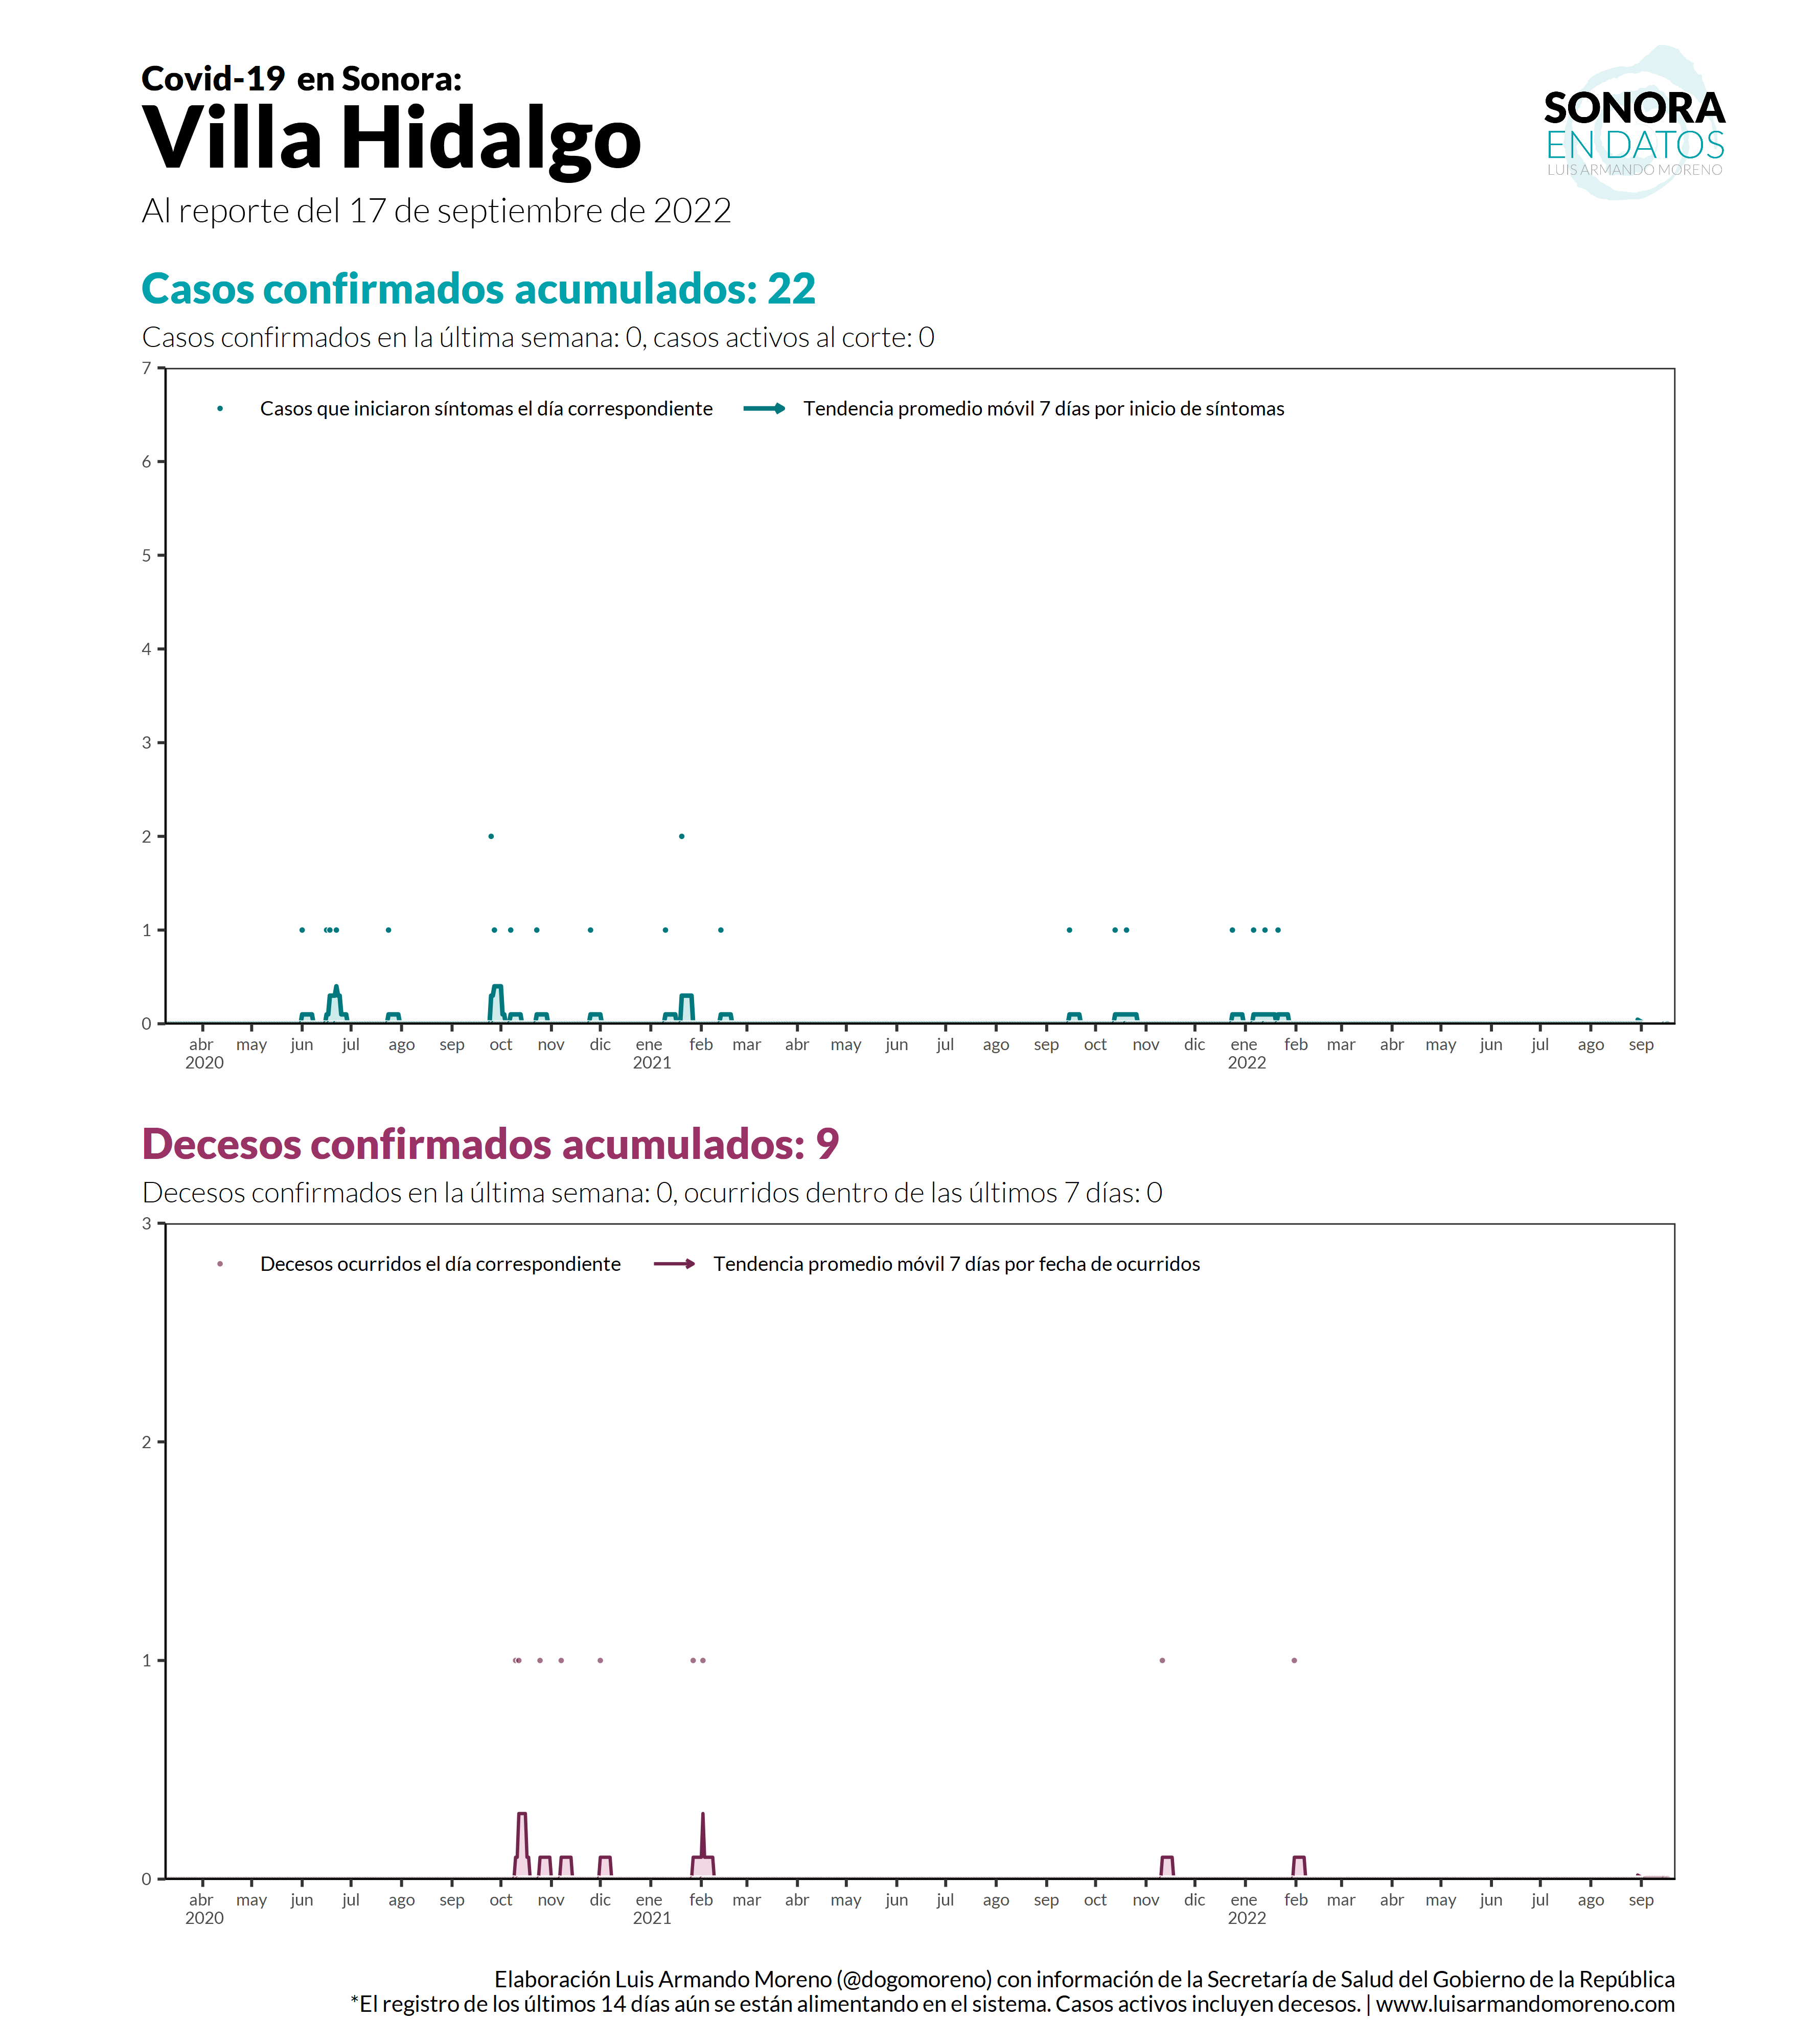 Covid-19 en Sonora:
Villa Hidalgo
Al reporte del 17 de septiembre de 2022
SONORA
EN DATOS
LUIS ARMANDO MORENO
Casos confirmados acumulados: 22
Casos confirmados en la última semana: 0, casos activos al corte: 0
Casos que iniciaron síntomas el día correspondiente Tendencia promedio móvil 7 días por inicio de síntomas
7
6
5
4
3
2
1
0
abr may jun jul ago sep oct nov dic ene feb mar abr may jun jul ago sep oct nov dic ene feb mar abr may jun jul ago sep
2020 2021 2022
Decesos confirmados acumulados: 9
Decesos confirmados en la última semana: 0, ocurridos dentro de las últimos 7 días: 0
Decesos ocurridos el día correspondiente Tendencia promedio móvil 7 días por fecha de ocurridos
3
2
1
0
abr may jun jul ago sep oct nov dic ene feb mar abr may jun jul ago sep oct nov dic ene feb mar abr may jun jul ago sep
2020 2021 2022
Elaboración Luis Armando Moreno (@dogomoreno) con información de la Secretaría de Salud del Gobierno de la República
*El registro de los últimos 14 días aún se están alimentando en el sistema. Casos activos incluyen decesos. | www.luisarmandomoreno.com